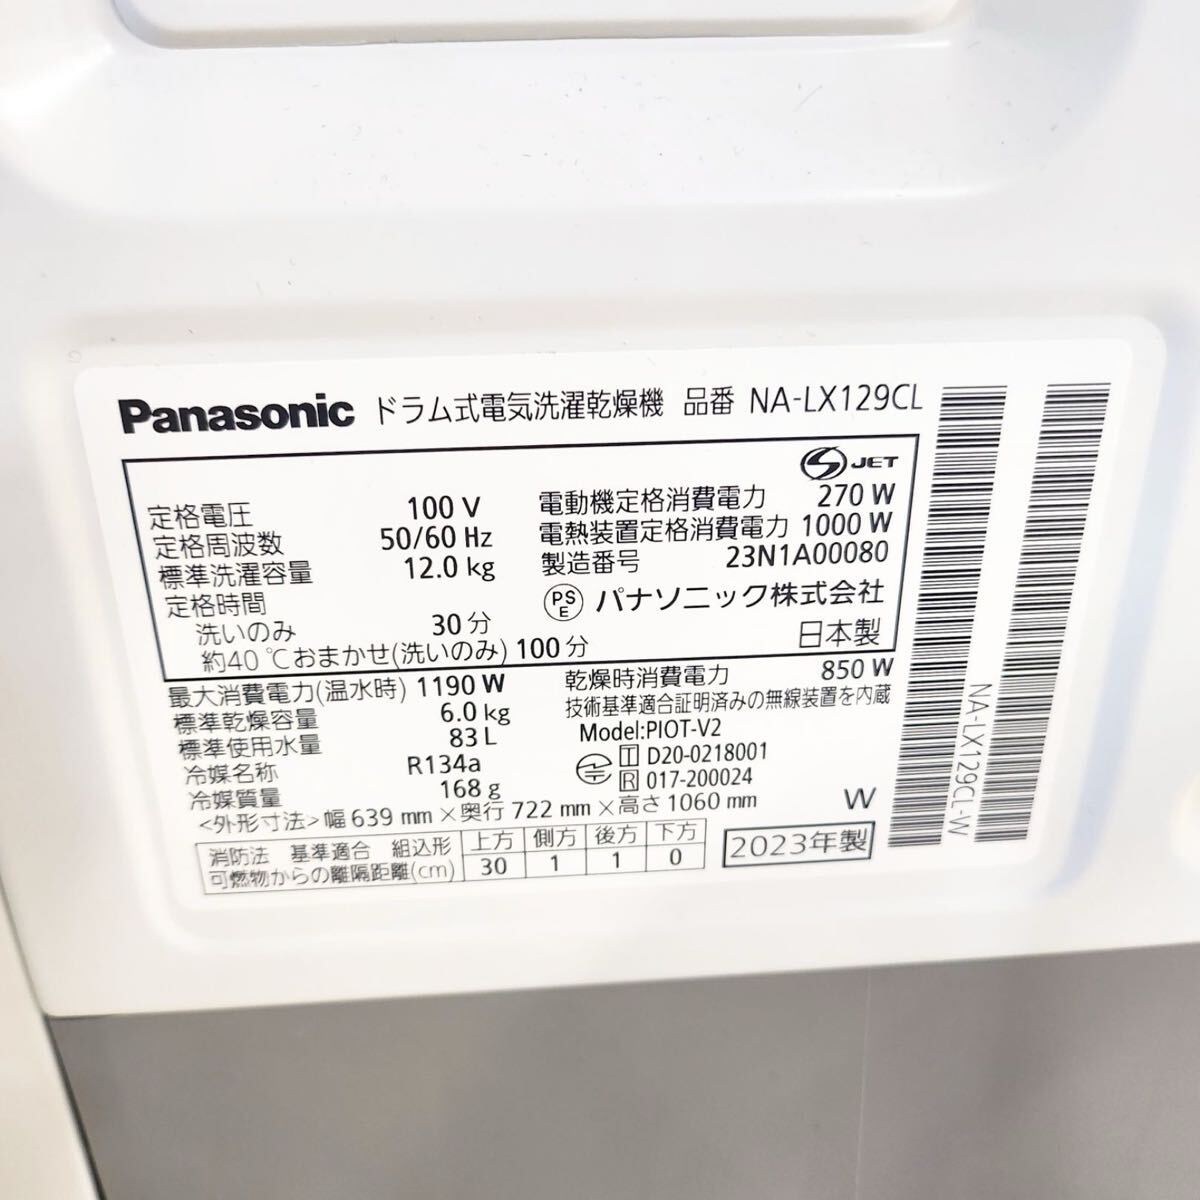 Panasonic ドラム式電気洗濯乾燥機 品番 NA-LX129CL
S JET
定格電圧 100 V
定格周波数 50/60 Hz
標準洗濯容量 12.0 kg
定格時間
洗いのみ 30 分
約40℃おまかせ(洗いのみ) 100 分
電動機定格消費電力 270 W
電熱装置定格消費電力 1000 W
製造番号 23N1A00080
PS E パナソニック株式会社
日本製
最大消費電力(温水時) 1190 W
標準乾燥容量 6.0 kg
標準使用水量 83 L
冷媒名称 R134a
冷媒質量 168 g
乾燥時消費電力 850 W
技術基準適合証明済みの無線装置を内蔵
Model:PIOT-V2
T D20-0218001
R 017-200024
<外形寸法>幅 639 mm×奥行 722 mm×高さ 1060 mm
W
消防法 基準適合 組込形 上方 側方 後方 下方
可燃物からの離隔距離(cm) 30 1 1 0
2023年製
NA-LX129CL-W